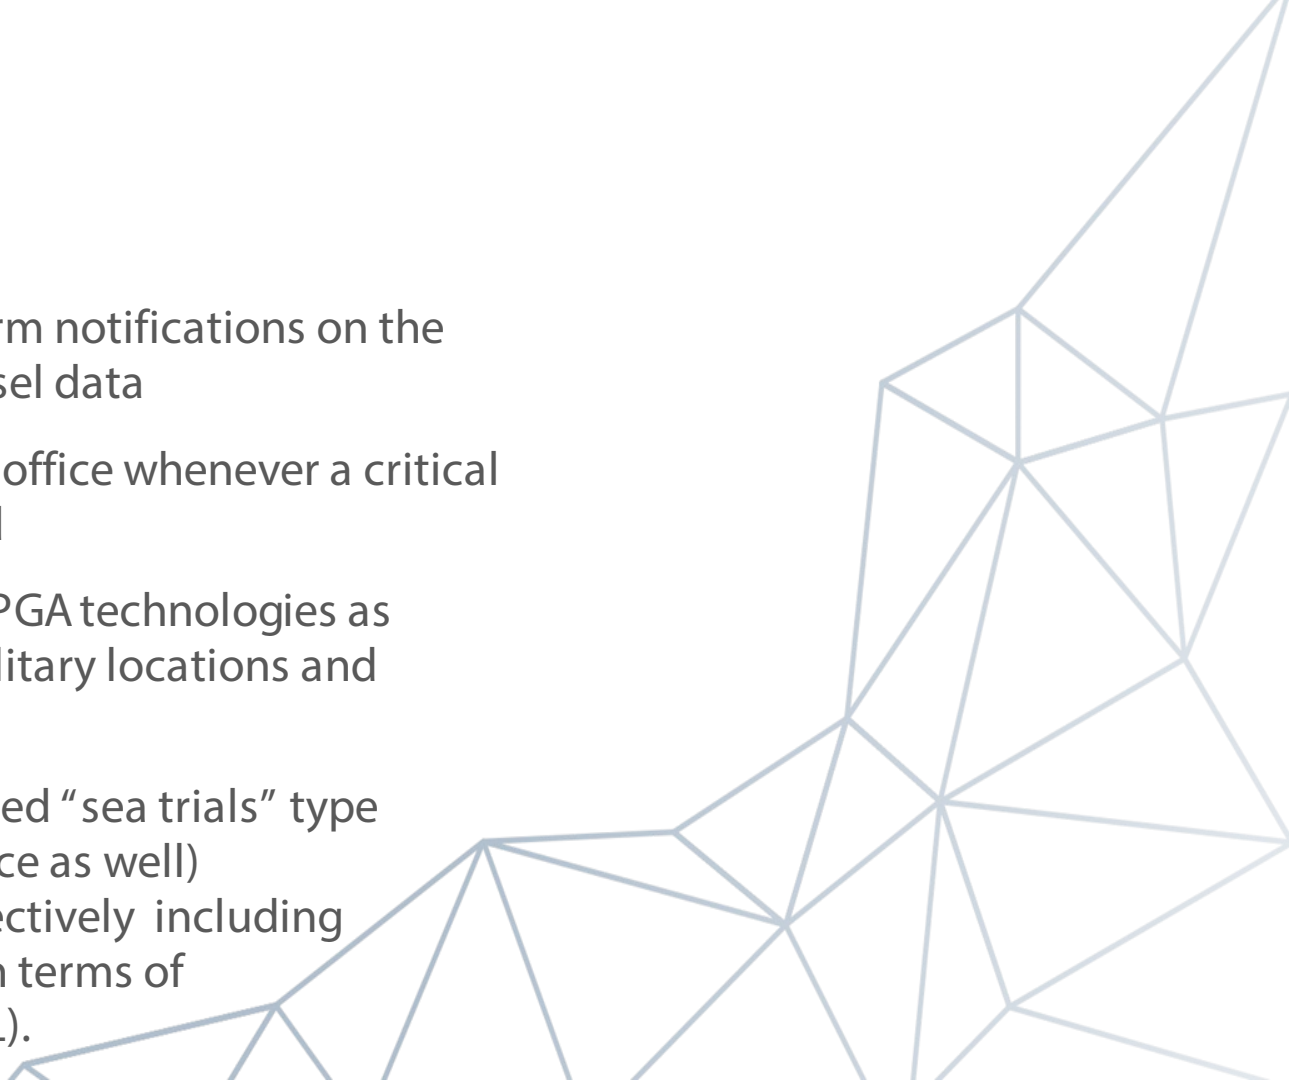 rm notifications on the
sel data
office whenever a critical
PGA technologies as
litary locations and
ed “sea trials” type
ce as well)
ectively including
n terms of
).